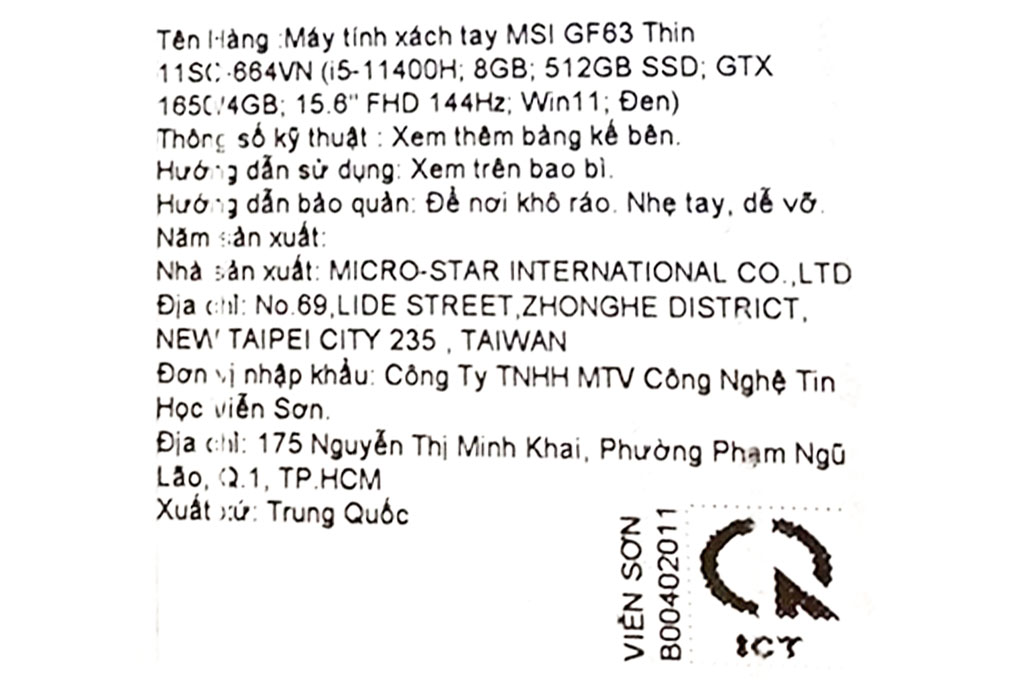 Tên Hàng :Máy tính xách tay MSI GF63 Thin
11SC-664VN (i5-11400H; 8GB; 512GB SSD; GTX
1650/4GB; 15.6" FHD 144Hz; Win11; Đen)
Thông số kỹ thuật : Xem thêm bảng kế bên.
Hướng dẫn sử dụng: Xem trên bao bì.
Hướng dẫn bảo quản: Để nơi khô ráo. Nhẹ tay, dễ vỡ.
Năm sản xuất:
Nhà sản xuất: MICRO-STAR INTERNATIONAL CO.,LTD
Địa chỉ: No.69,LIDE STREET,ZHONGHE DISTRICT,
NEW TAIPEI CITY 235 , TAIWAN
Đơn vị nhập khẩu: Công Ty TNHH MTV Công Nghệ Tin
Học viễn Sơn.
Địa chỉ: 175 Nguyễn Thị Minh Khai, Phường Phạm Ngũ
Lão, Q.1, TP.HCM
Xuất xứ: Trung Quốc
VIỄN SƠN
B00402011
ICT